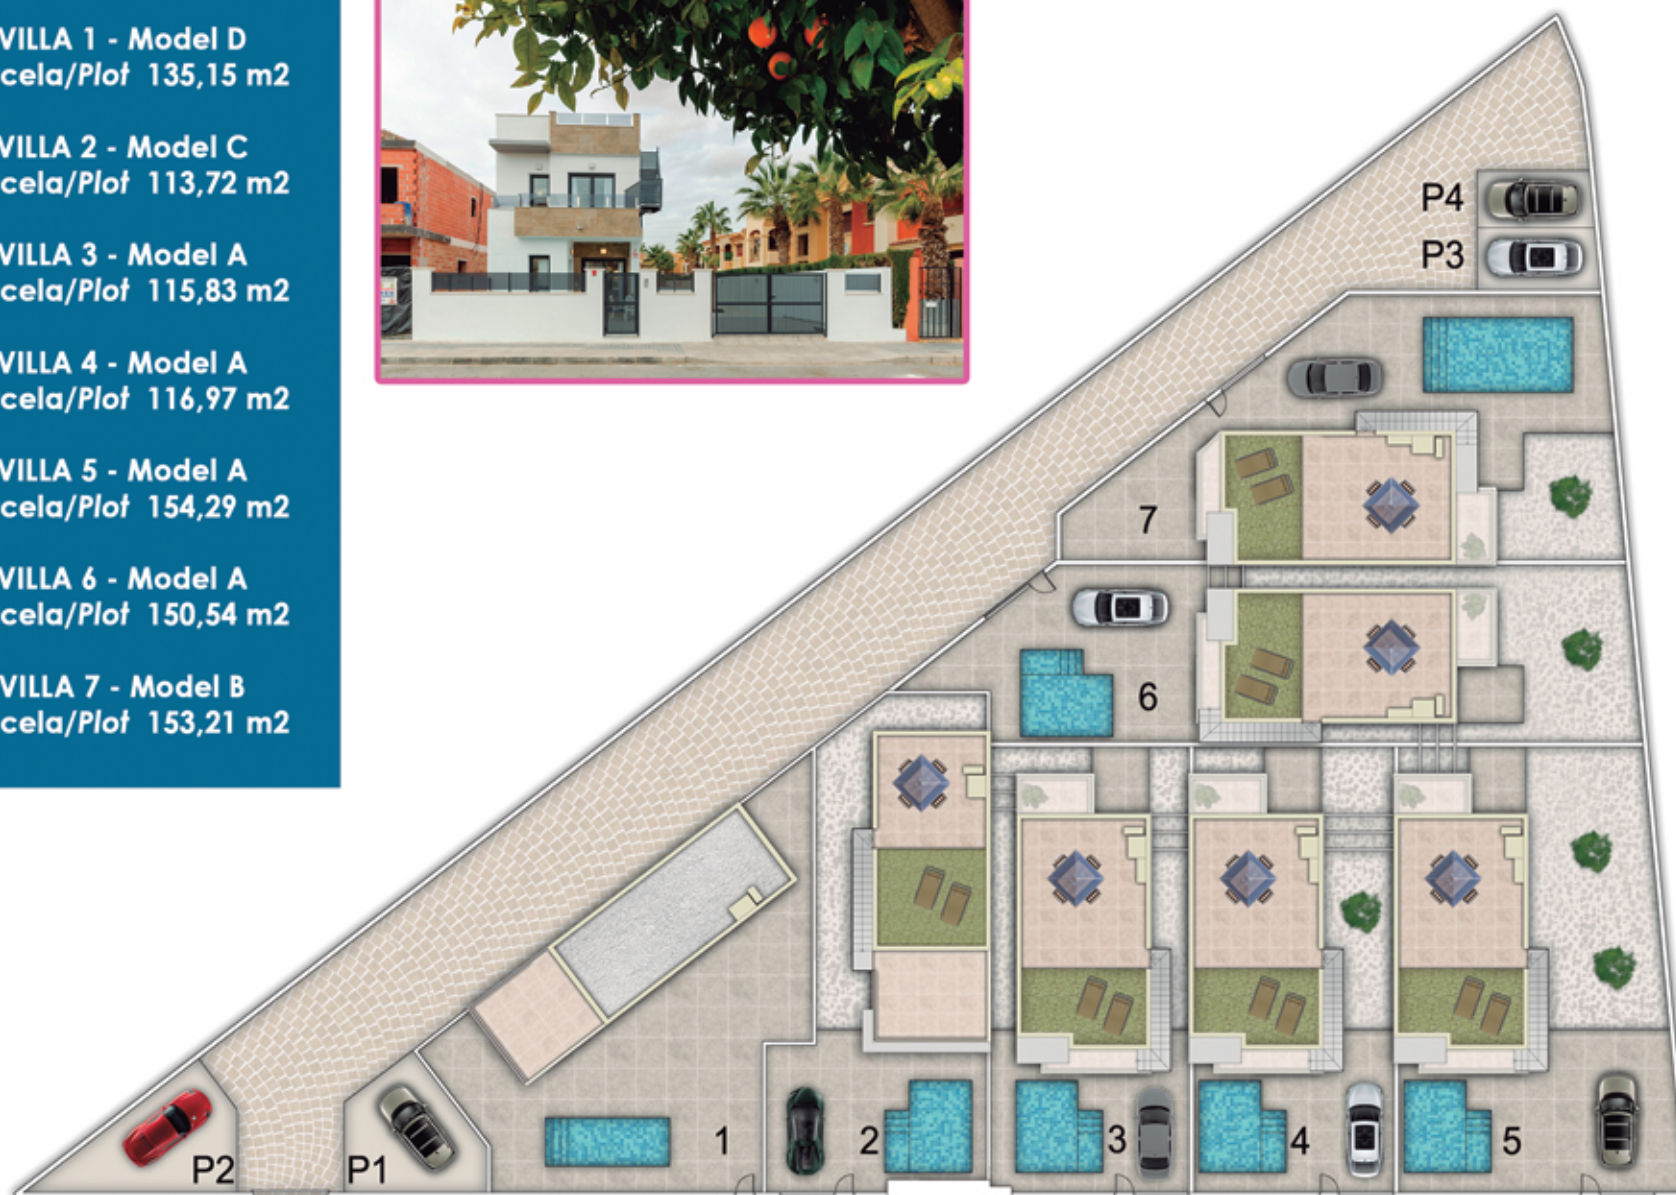 VILLA 1 - Model D
cela/Plot 135,15 m2
VILLA 2 - Model C
cela/Plot 113,72 m2
VILLA 3 - Model A
cela/Plot 115,83 m2
VILLA 4 - Model A
cela/Plot 116,97 m2
VILLA 5 - Model A
cela/Plot 154,29 m2
VILLA 6 - Model A
cela/Plot 150,54 m2
VILLA 7 - Model B
cela/Plot 153,21 m2
P4
P3
7
6
1
2
3
4
5
P2
P1